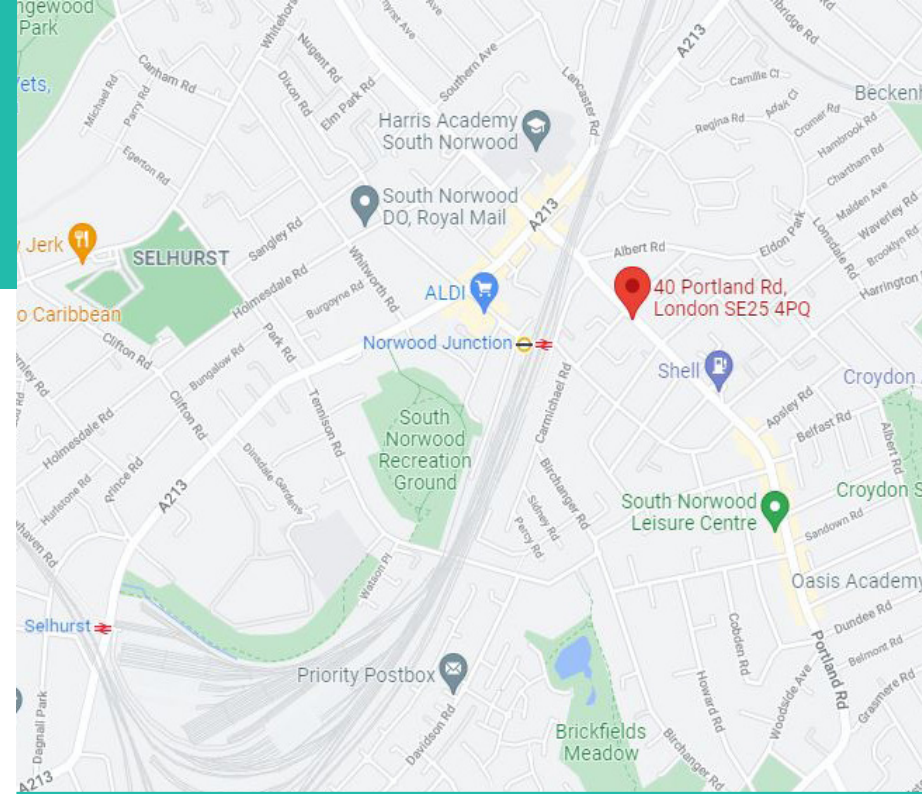 ngewood
Park
Vets,
Michael Rd
Parry Rd
Canham Rd
Egerton Rd
Dixon Rd
Nugent Rd
Elm Park Rd
Southern Ave
Lancaster Rd
A213
Camille Cl
Regina Rd
Adak Cl
Cromer Rd
Hambrook Rd
Chartham Rd
Malden Ave
Waverley Rd
Brooklyn Rd
Harrington
Lonsdale Rd
Eldon Park
Albert Rd
Harris Academy
South Norwood
South Norwood
DO, Royal Mail
A213
Jerk
SELHURST
o Caribbean
Sangley Rd
Holmesdale Rd
Whitworth Rd
Burgoyne Rd
ALDI
Norwood Junction
40 Portland Rd,
London SE25 4PQ
Shell
Croydon
Park Rd
Clifton Rd
Bungalow Rd
Clifton Rd
Tennison Rd
Holmesdale Rd
Prince Rd
A213
Dinsdale Gardens
South
Norwood
Recreation
Ground
Carmichael Rd
Birchanger Rd
Sidney Rd
Percy Rd
Apsley Rd
Belfast Rd
Albert Rd
South Norwood
Leisure Centre
Croydon S
Sandown Rd
Oasis Academy
Dundee Rd
Belmont Rd
Grasmere Rd
Portland Rd
Woodside Ave
Cobden Rd
Howard Rd
Birchanger Rd
Watson Pl
Selhurst
Priority Postbox
Davidson Rd
Brickfields
Meadow
Dagnall Park
A213
Beckenh